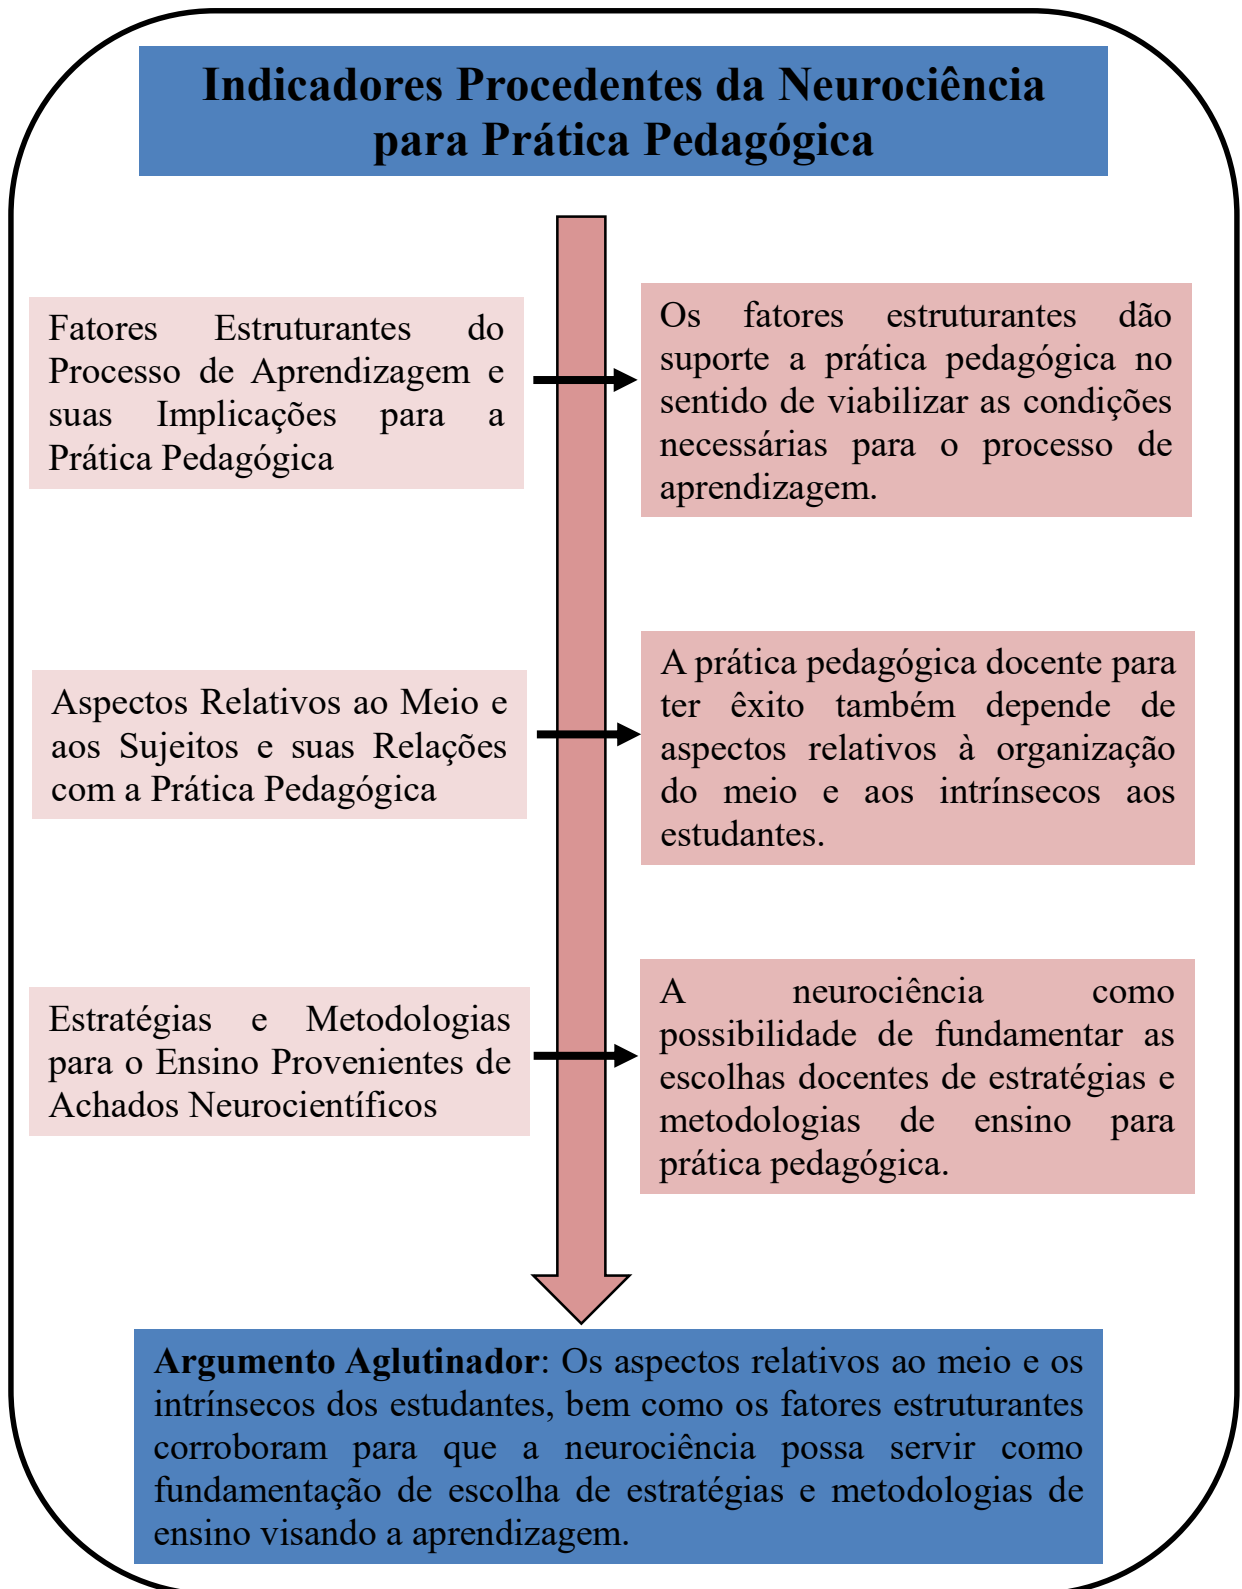 Indicadores Procedentes da Neurociência
para Prática Pedagógica
Fatores Estruturantes do
Processo de Aprendizagem e
suas Implicações para a
Prática Pedagógica
Os fatores estruturantes dão
suporte a prática pedagógica no
sentido de viabilizar as condições
necessárias para o processo de
aprendizagem.
Aspectos Relativos ao Meio e
aos Sujeitos e suas Relações
com a Prática Pedagógica
A prática pedagógica docente para
ter êxito também depende de
aspectos relativos à organização
do meio e aos intrínsecos aos
estudantes.
Estratégias e Metodologias
para o Ensino Provenientes de
Achados Neurocientíficos
A neurociência como
possibilidade de fundamentar as
escolhas docentes de estratégias e
metodologias de ensino para
prática pedagógica.
Argumento Aglutinador: Os aspectos relativos ao meio e os
intrínsecos dos estudantes, bem como os fatores estruturantes
corroboram para que a neurociência possa servir como
fundamentação de escolha de estratégias e metodologias de
ensino visando a aprendizagem.